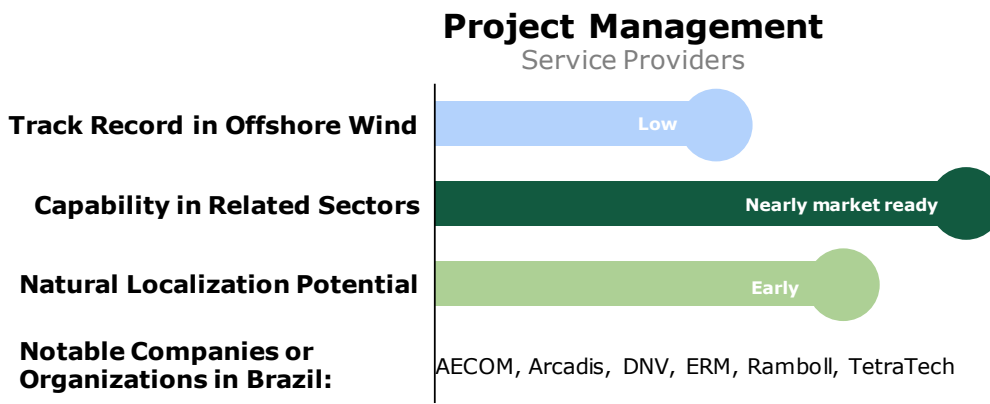 Project Management
Service Providers
Track Record in Offshore Wind
Low
Capability in Related Sectors
Nearly market ready
Natural Localization Potential
Early
Notable Companies or
Organizations in Brazil:
AECOM, Arcadis, DNV, ERM, Ramboll, TetraTech